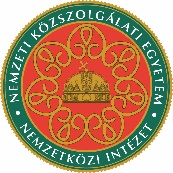 NEMZETI KÖZSZOLGÁLATI EGYETEM
• NEMZETKÖZI INTÉZET •